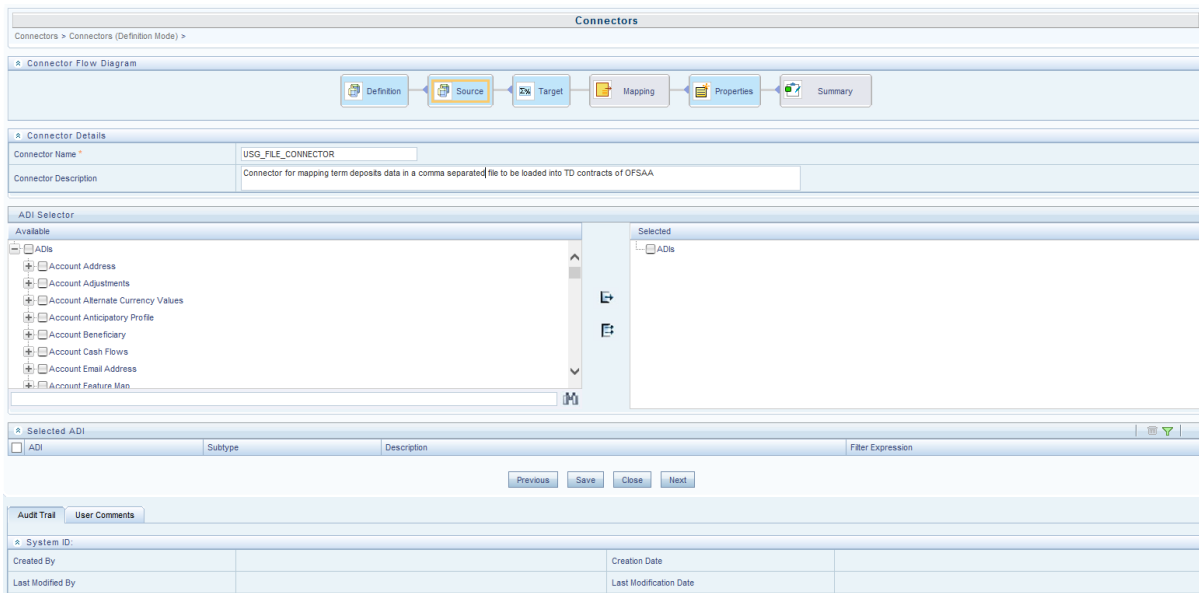 Connectors
Connectors > Connectors (Definition Mode) >
Connector Flow Diagram
Definition Source Target Mapping Properties Summary
Connector Details
Connector Name * USG_FILE_CONNECTOR
Connector Description Connector for mapping term deposits data in a comma separated file to be loaded into TD contracts of OFSAA
ADI Selector
Available Selected
ADIs ADIs
Account Address
Account Adjustments
Account Alternate Currency Values
Account Anticipatory Profile
Account Beneficiary
Account Cash Flows
Account Email Address
Account Feature Map
Selected ADI
ADI Subtype Description Filter Expression
Previous Save Close Next
Audit Trail User Comments
System ID:
Created By Creation Date
Last Modified By Last Modification Date